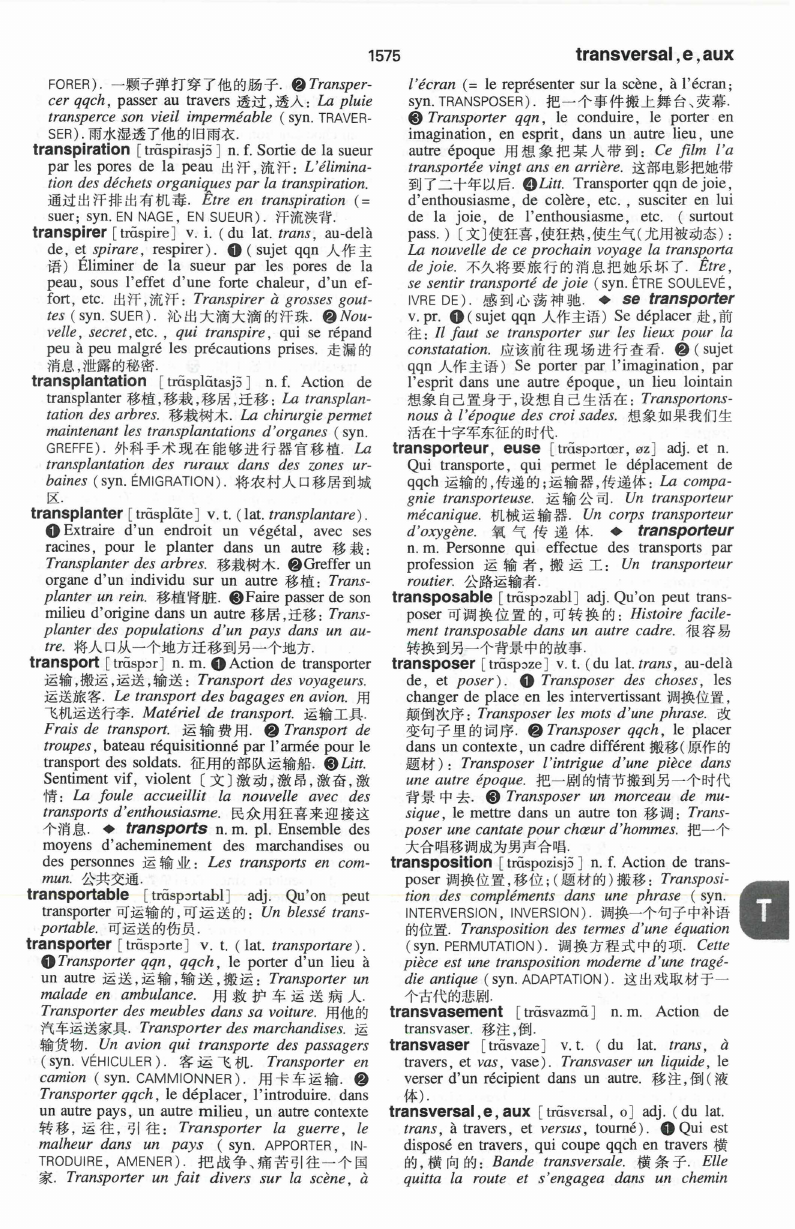 1575
transversal,e,aux
FORER). 一颗子弹打穿了他的肠子. ❷ Transper-
cer qqch, passer au travers 透过,透入: La pluie
transperce son vieil imperméable (syn. TRAVER-
SER). 雨水湿透了他的旧雨衣.
transpiration [trɑ̃spirasjɔ̃] n. f. Sortie de la sueur
par les pores de la peau 出汗,流汗: L'élimina-
tion des déchets organiques par la transpiration.
通过出汗排出有机毒. Être en transpiration (=
suer; syn. EN NAGE, EN SUEUR). 汗流浃背.
transpirer [trɑ̃spire] v. i. (du lat. trans, au-delà
de, et spirare, respirer). ❶ (sujet qqn 人作主
语) Éliminer de la sueur par les pores de la
peau, sous l'effet d'une forte chaleur, d'un ef-
fort, etc. 出汗,流汗: Transpirer à grosses gout-
tes (syn. SUER). 沁出大滴大滴的汗珠. ❷ Nou-
velle, secret, etc., qui transpire, qui se répand
peu à peu malgré les précautions prises. 走漏的
消息,泄露的秘密.
transplantation [trɑ̃splɑ̃tasjɔ̃] n. f. Action de
transplanter 移植,移栽,移居,迁移: La transplan-
tation des arbres. 移栽树木. La chirurgie permet
maintenant les transplantations d'organes (syn.
GREFFE). 外科手术现在能够进行器官移植. La
transplantation des ruraux dans des zones ur-
baines (syn. ÉMIGRATION). 将农村人口移居到城
区.
transplanter [trɑ̃splɑ̃te] v. t. (lat. transplantare).
❶ Extraire d'un endroit un végétal, avec ses
racines, pour le planter dans un autre 移栽:
Transplanter des arbres. 移栽树木. ❷ Greffer un
organe d'un individu sur un autre 移植: Trans-
planter un rein. 移植肾脏. ❸ Faire passer de son
milieu d'origine dans un autre 移居,迁移: Trans-
planter des populations d'un pays dans un au-
tre. 将人口从一个地方迁移到另一个地方.
transport [trɑ̃spɔr] n. m. ❶ Action de transporter
运输,搬运,运送,输送: Transport des voyageurs.
运送旅客. Le transport des bagages en avion. 用
飞机运送行李. Matériel de transport. 运输工具.
Frais de transport. 运输费用. ❷ Transport de
troupes, bateau réquisitionné par l'armée pour le
transport des soldats. 征用的部队运输船. ❸ Litt.
Sentiment vif, violent 〔文〕激动,激昂,激奋,激
情: La foule accueillit la nouvelle avec des
transports d'enthousiasme. 民众用狂喜来迎接这
个消息. ◆ transports n. m. pl. Ensemble des
moyens d'acheminement des marchandises ou
des personnes 运输业: Les transports en com-
mun. 公共交通.
transportable [trɑ̃spɔrtabl] adj. Qu'on peut
transporter 可运输的,可运送的: Un blessé trans-
portable. 可运送的伤员.
transporter [trɑ̃spɔrte] v. t. (lat. transportare).
❶ Transporter qqn, qqch, le porter d'un lieu à
un autre 运送,运输,输送,搬运: Transporter un
malade en ambulance. 用救护车运送病人.
Transporter des meubles dans sa voiture. 用他的
汽车运送家具. Transporter des marchandises. 运
输货物. Un avion qui transporte des passagers
(syn. VÉHICULER). 客运飞机. Transporter en
camion (syn. CAMMIONNER). 用卡车运输. ❷
Transporter qqch, le déplacer, l'introduire. dans
un autre pays, un autre milieu, un autre contexte
转移,运往,引往: Transporter la guerre, le
malheur dans un pays (syn. APPORTER, IN-
TRODUIRE, AMENER). 把战争、痛苦引往一个国
家. Transporter un fait divers sur la scène, à
l'écran (= le représenter sur la scène, à l'écran;
syn. TRANSPOSER). 把一个事件搬上舞台、荧幕.
❸ Transporter qqn, le conduire, le porter en
imagination, en esprit, dans un autre lieu, une
autre époque 用想象把某人带到: Ce film l'a
transportée vingt ans en arrière. 这部电影把她带
到了二十年以后. ❹ Litt. Transporter qqn de joie,
d'enthousiasme, de colère, etc., susciter en lui
de la joie, de l'enthousiasme, etc. (surtout
pass.)〔文〕使狂喜,使狂热,使生气(尤用被动态):
La nouvelle de ce prochain voyage la transporta
de joie. 不久将要旅行的消息把她乐坏了. Être,
se sentir transporté de joie (syn. ÊTRE SOULEVÉ,
IVRE DE). 感到心荡神驰. ◆ se transporter
v. pr. ❶ (sujet qqn 人作主语) Se déplacer 赴,前
往: Il faut se transporter sur les lieux pour la
constatation. 应该前往现场进行查看. ❷ (sujet
qqn 人作主语) Se porter par l'imagination, par
l'esprit dans une autre époque, un lieu lointain
想象自己置身于,设想自己生活在: Transportons-
nous à l'époque des croi sades. 想象如果我们生
活在十字军东征的时代.
transporteur, euse [trɑ̃spɔrtœr, øz] adj. et n.
Qui transporte, qui permet le déplacement de
qqch 运输的,传递的;运输器,传递体: La compa-
gnie transporteuse. 运输公司. Un transporteur
mécanique. 机械运输器. Un corps transporteur
d'oxygène. 氧气传递体. ◆ transporteur
n. m. Personne qui effectue des transports par
profession 运输者,搬运工: Un transporteur
routier. 公路运输者.
transposable [trɑ̃spɔzabl] adj. Qu'on peut trans-
poser 可调换位置的,可转换的: Histoire facile-
ment transposable dans un autre cadre. 很容易
转换到另一个背景中的故事.
transposer [trɑ̃spɔze] v. t. (du lat. trans, au-delà
de, et poser). ❶ Transposer des choses, les
changer de place en les intervertissant 调换位置,
颠倒次序: Transposer les mots d'une phrase. 改
变句子里的词序. ❷ Transposer qqch, le placer
dans un contexte, un cadre différent 搬移(原作的
题材): Transposer l'intrigue d'une pièce dans
une autre époque. 把一剧的情节搬到另一个时代
背景中去. ❸ Transposer un morceau de mu-
sique, le mettre dans un autre ton 移调: Trans-
poser une cantate pour chœur d'hommes. 把一个
大合唱移调成为男声合唱.
transposition [trɑ̃spozisjɔ̃] n. f. Action de trans-
poser 调换位置,移位;(题材的)搬移: Transposi-
tion des compléments dans une phrase (syn.
INTERVERSION, INVERSION). 调换一个句子中补语
的位置. Transposition des termes d'une équation
(syn. PERMUTATION). 调换方程式中的项. Cette
pièce est une transposition moderne d'une tragé-
die antique (syn. ADAPTATION). 这出戏取材于一
个古代的悲剧.
transvasement [trɑ̃svazmɑ̃] n. m. Action de
transvaser. 移注,倒.
transvaser [trɑ̃svaze] v. t. (du lat. trans, à
travers, et vas, vase). Transvaser un liquide, le
verser d'un récipient dans un autre. 移注,倒(液
体).
transversal,e,aux [trɑ̃svɛrsal, o] adj. (du lat.
trans, à travers, et versus, tourné). ❶ Qui est
disposé en travers, qui coupe qqch en travers 横
的,横向的: Bande transversale. 横条子. Elle
quitta la route et s'engagea dans un chemin
T